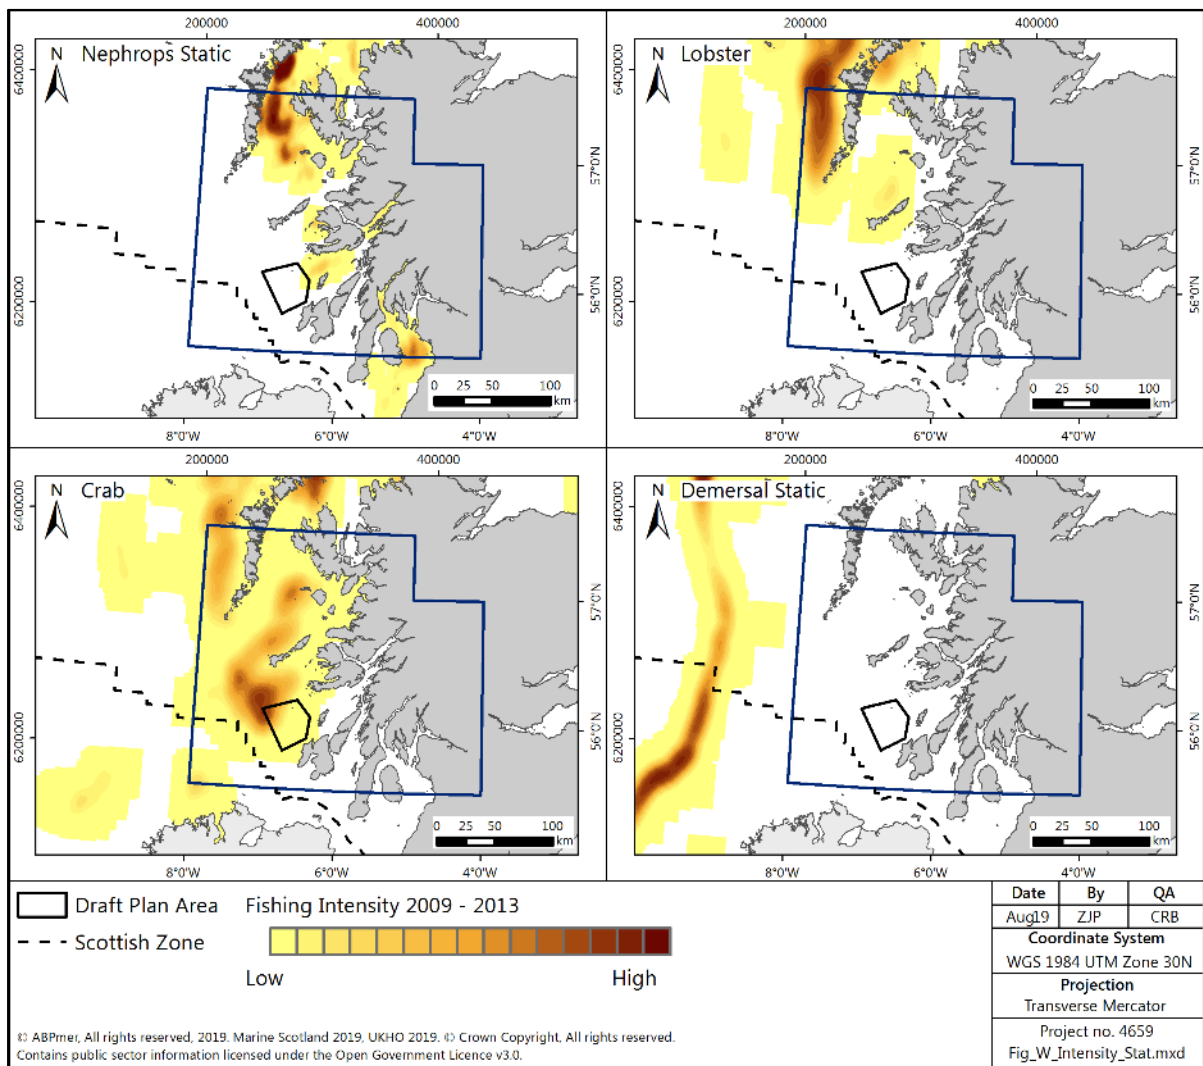 200000
400000
N
Nephrops Static
6400000
57°0'N
56°0'N
6200000
0 25 50 100
km
8°0'W
6°0'W
4°0'W
200000
400000
N
Lobster
6400000
57°0'N
56°0'N
6200000
0 25 50 100
km
8°0'W
6°0'W
4°0'W
200000
400000
N
Crab
6400000
57°0'N
56°0'N
6200000
0 25 50 100
km
8°0'W
6°0'W
4°0'W
200000
400000
N
Demersal Static
6400000
57°0'N
56°0'N
6200000
0 25 50 100
km
8°0'W
6°0'W
4°0'W
Draft Plan Area
Scottish Zone
Fishing Intensity 2009 - 2013
Low
High
Date By QA
Aug19 ZJP CRB
Coordinate System
WGS 1984 UTM Zone 30N
Projection
Transverse Mercator
Project no. 4659
Fig_W_Intensity_Stat.mxd
© ABPmer, All rights reserved, 2019. Marine Scotland 2019, UKHO 2019. © Crown Copyright, All rights reserved.
Contains public sector information licensed under the Open Government Licence v3.0.